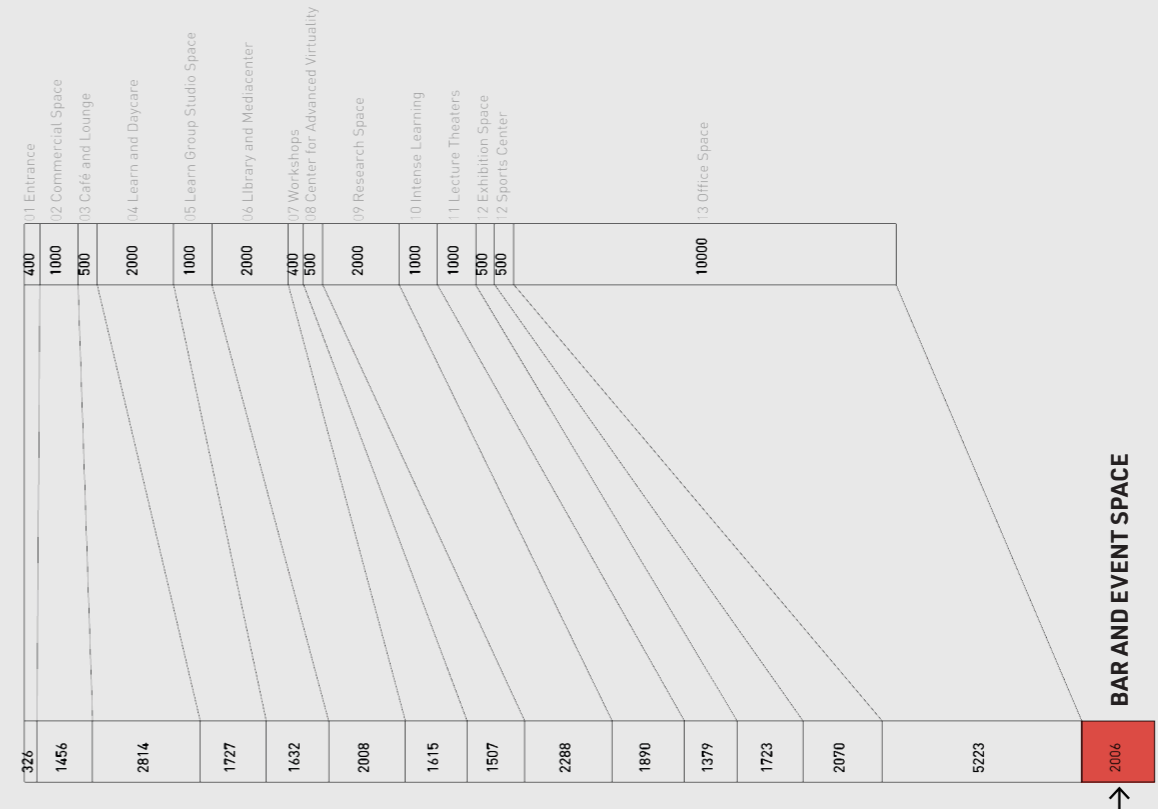 01 Entrance
02 Commercial Space
03 Café and Lounge
04 Learn and Daycare
05 Learn Group Studio Space
06 LIbrary and Mediacenter
07 Workshops
08 Center for Advanced Virtuality
09 Research Space
10 Intense Learning
11 Lecture Theaters
12 Exhibition Space
12 Sports Center
13 Office Space
400
1000
500
2000
1000
2000
400
500
2000
1000
1000
500
500
10000
326
1456
2814
1727
1632
2008
1615
1507
2288
1890
1379
1723
2070
5223
2006
BAR AND EVENT SPACE
→